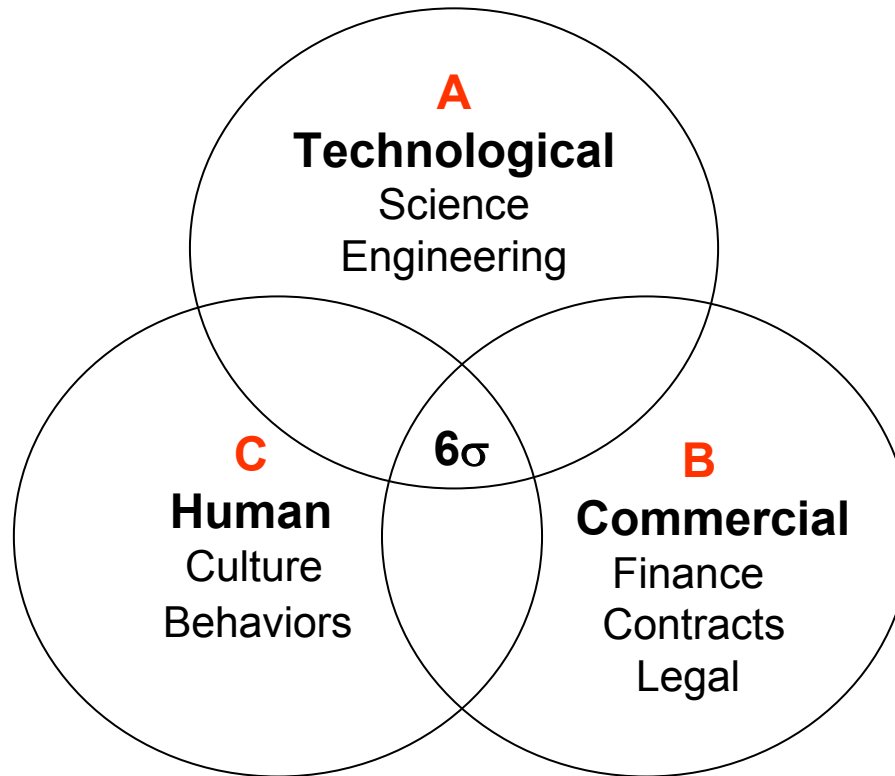 A
Technological
Science
Engineering
6σ
C
Human
Culture
Behaviors
B
Commercial
Finance
Contracts
Legal